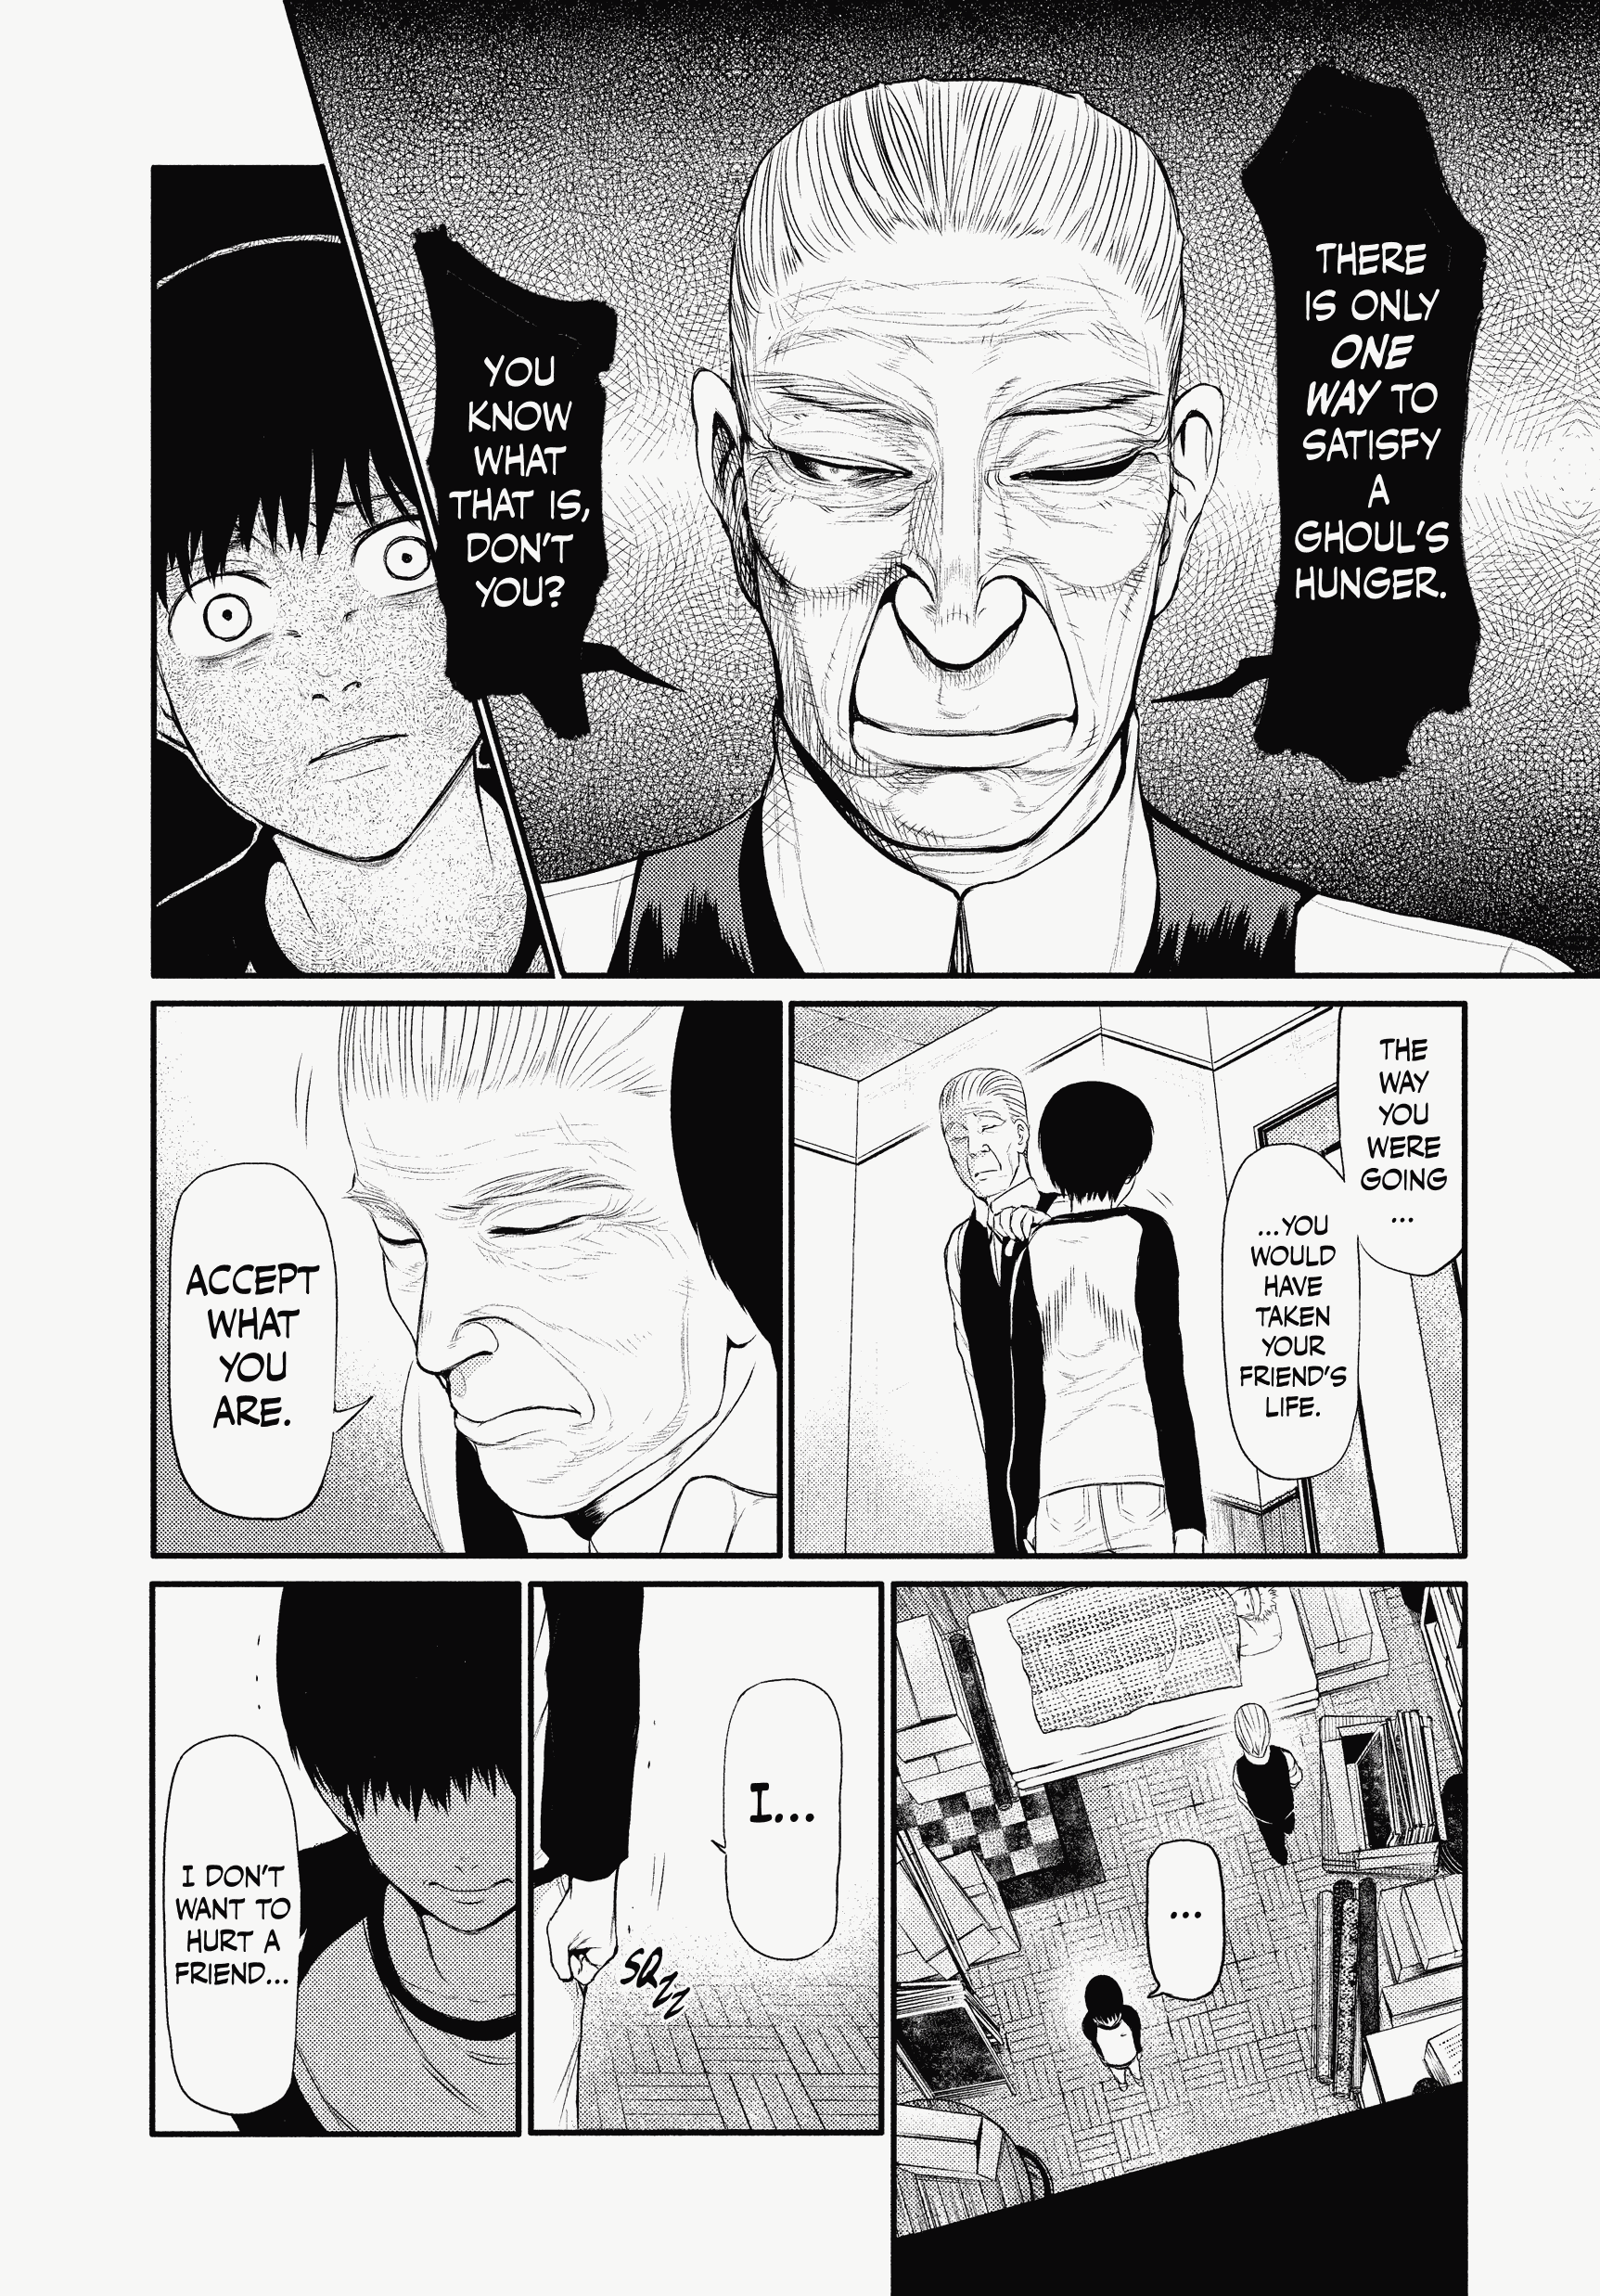 THERE
IS ONLY
ONE
WAY TO
SATISFY
A
GHOUL'S
HUNGER.
YOU
KNOW
WHAT
THAT IS,
DON'T
YOU?
THE
WAY
YOU
WERE
GOING
...
...YOU
WOULD
HAVE
TAKEN
YOUR
FRIEND'S
LIFE.
ACCEPT
WHAT
YOU
ARE.
...
I...
SQZZ
I DON'T
WANT TO
HURT A
FRIEND...